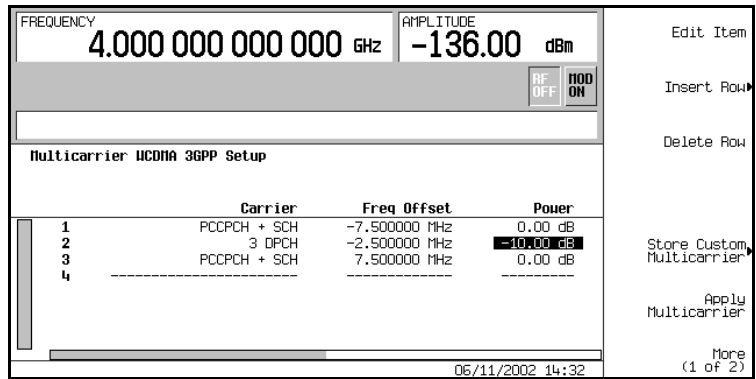 FREQUENCY
4.000 000 000 000 GHz
AMPLITUDE
-136.00 dBm
RF OFF
MOD ON
Multicarrier WCDMA 3GPP Setup
Carrier Freq Offset Power
1 PCCPCH + SCH -7.500000 MHz 0.00 dB
2 3 DPCH -2.500000 MHz -10.00 dB
3 PCCPCH + SCH 7.500000 MHz 0.00 dB
4 ---------------------- ------------- ---------
06/11/2002 14:32
Edit Item
Insert Row
Delete Row
Store Custom
Multicarrier
Apply
Multicarrier
More
(1 of 2)